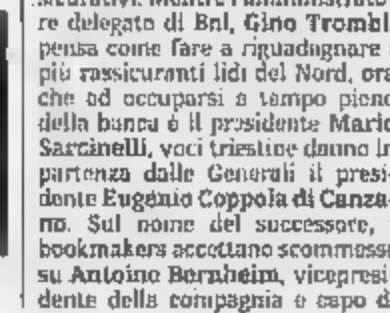 sicurativi. Mentre l'amministrato-
re delegato di Bnl, Gino Trombi
pensa come fare a riguadagnare
più rassicuranti lidi del Nord, ora
che ad occuparsi a tempo pieno
della banca è il presidente Mario
Sarcinelli, voci triestine danno in
partenza dalle Generali il presi-
dente Eugenio Coppola di Canza-
no. Sul nome del successore,
bookmakers accettano scommesse
su Antoine Bernheim, vicepresi-
dente della compagnia e capo d